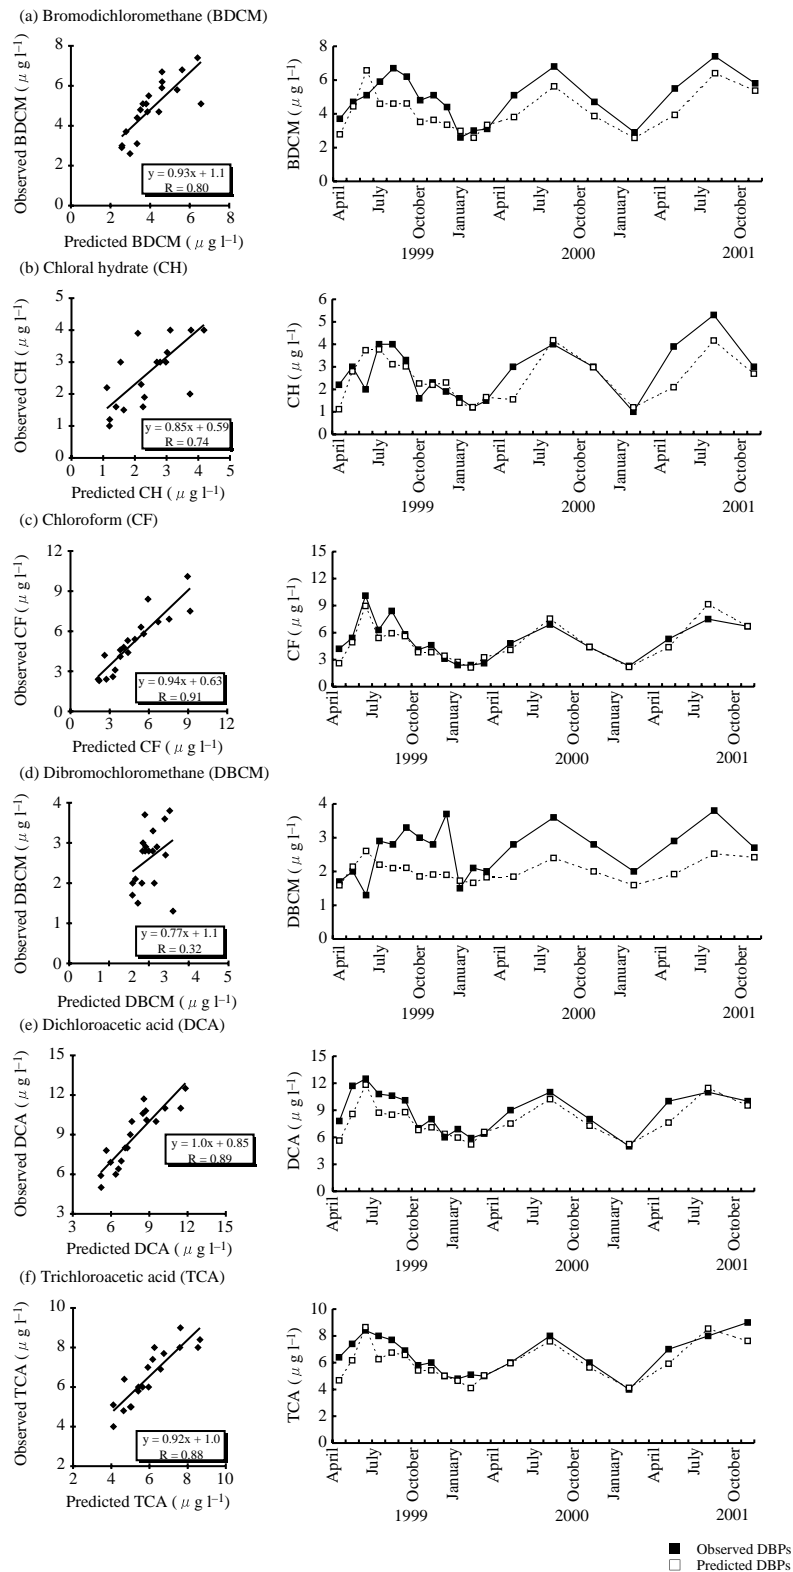 (a) Bromodichloromethane (BDCM)
Observed BDCM ( μ g l⁻¹)
8
6
4
2
0
y = 0.93x + 1.1
R = 0.80
0 2 4 6 8
Predicted BDCM ( μ g l⁻¹)
BDCM ( μ g l⁻¹)
8
6
4
2
0
April
July
October
January
April
July
October
January
April
July
October
1999 2000 2001
(b) Chloral hydrate (CH)
Observed CH ( μ g l⁻¹)
5
4
3
2
1
0
y = 0.85x + 0.59
R = 0.74
0 1 2 3 4 5
Predicted CH ( μ g l⁻¹)
CH ( μ g l⁻¹)
6
5
4
3
2
1
0
April
July
October
January
April
July
October
January
April
July
October
1999 2000 2001
(c) Chloroform (CF)
Observed CF ( μ g l⁻¹)
12
9
6
3
0
y = 0.94x + 0.63
R = 0.91
0 3 6 9 12
Predicted CF ( μ g l⁻¹)
CF ( μ g l⁻¹)
15
12
9
6
3
0
April
July
October
January
April
July
October
January
April
July
October
1999 2000 2001
(d) Dibromochloromethane (DBCM)
Observed DBCM ( μ g l⁻¹)
5
4
3
2
1
0
y = 0.77x + 1.1
R = 0.32
0 1 2 3 4 5
Predicted DBCM ( μ g l⁻¹)
DBCM ( μ g l⁻¹)
4
3
2
1
0
April
July
October
January
April
July
October
January
April
July
October
1999 2000 2001
(e) Dichloroacetic acid (DCA)
Observed DCA ( μ g l⁻¹)
15
12
9
6
3
y = 1.0x + 0.85
R = 0.89
3 6 9 12 15
Predicted DCA ( μ g l⁻¹)
DCA ( μ g l⁻¹)
15
12
9
6
3
0
April
July
October
January
April
July
October
January
April
July
October
1999 2000 2001
(f) Trichloroacetic acid (TCA)
Observed TCA ( μ g l⁻¹)
10
8
6
4
2
y = 0.92x + 1.0
R = 0.88
2 4 6 8 10
Predicted TCA ( μ g l⁻¹)
TCA ( μ g l⁻¹)
10
8
6
4
2
0
April
July
October
January
April
July
October
January
April
July
October
1999 2000 2001
Observed DBPs
Predicted DBPs